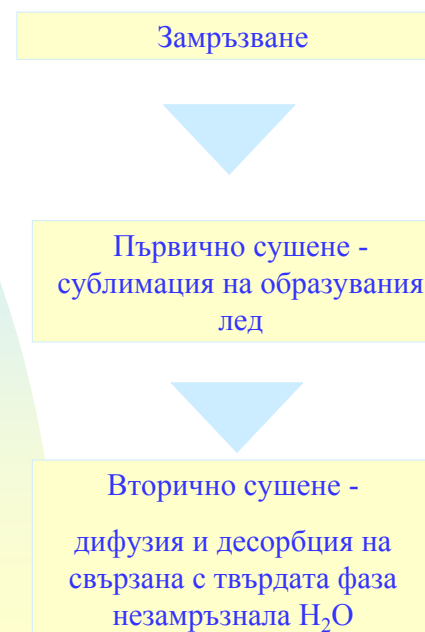 Замръзване
Първично сушене -
сублимация на образувания
лед
Вторично сушене -
дифузия и десорбция на
свързана с твърдата фаза
незамръзнала H₂O